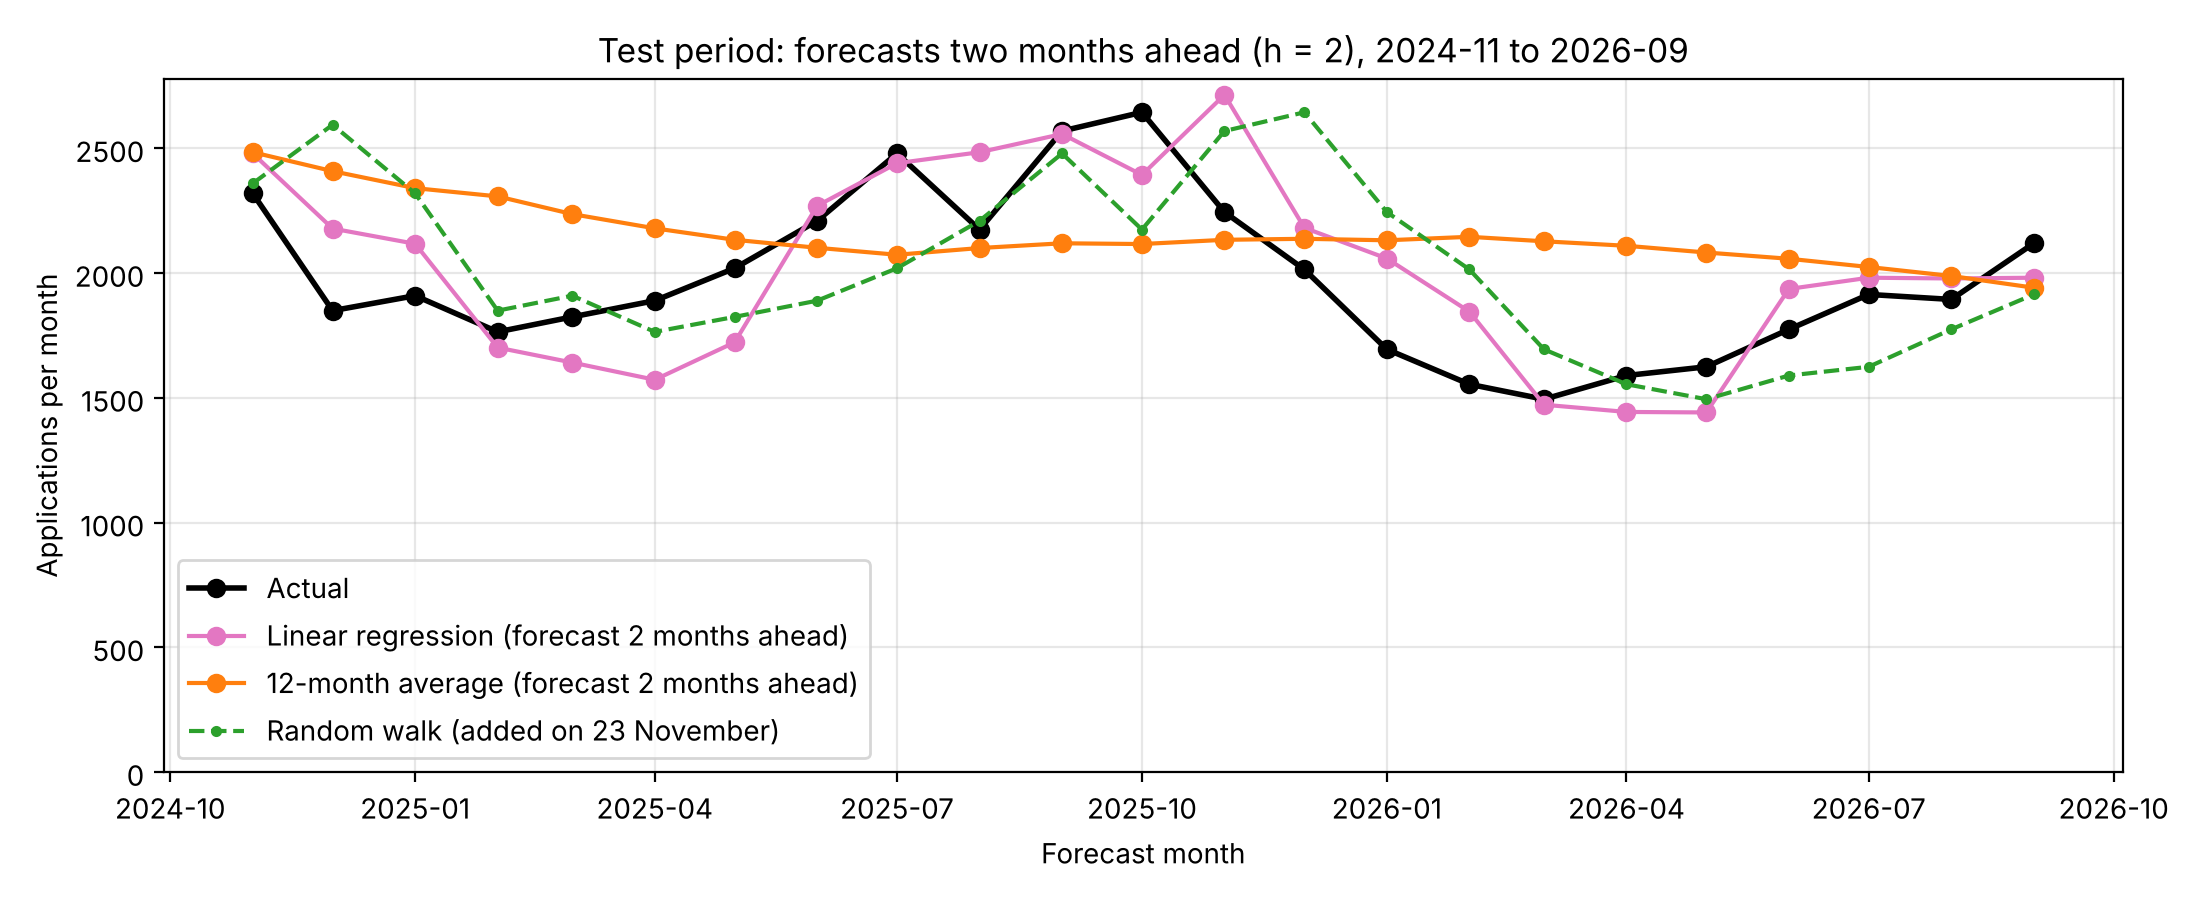 Test period: forecasts two months ahead (h = 2), 2024-11 to 2026-09
Applications per month
2500
2000
1500
1000
500
0
Actual
Linear regression (forecast 2 months ahead)
12-month average (forecast 2 months ahead)
Random walk (added on 23 November)
2024-10 2025-01 2025-04 2025-07 2025-10 2026-01 2026-04 2026-07 2026-10
Forecast month